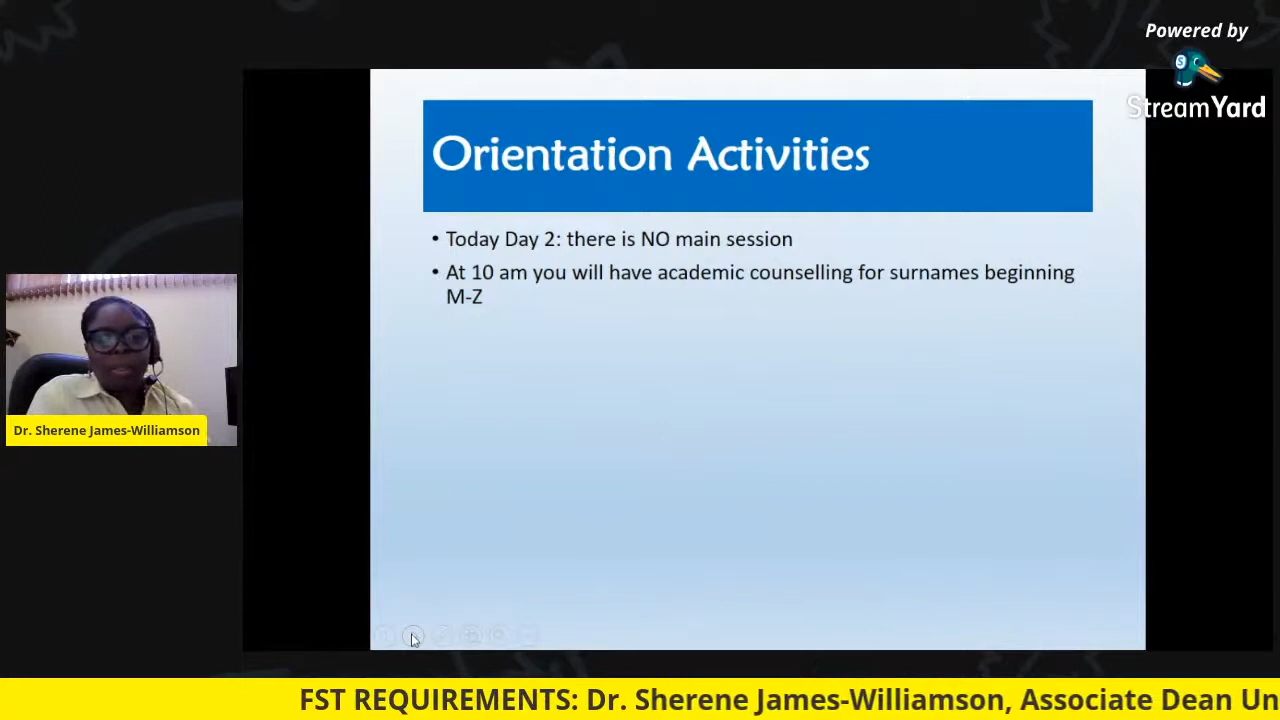 Powered by
StreamYard
Orientation Activities
• Today Day 2: there is NO main session
• At 10 am you will have academic counselling for surnames beginning
M-Z
Dr. Sherene James-Williamson
FST REQUIREMENTS: Dr. Sherene James-Williamson, Associate Dean Un